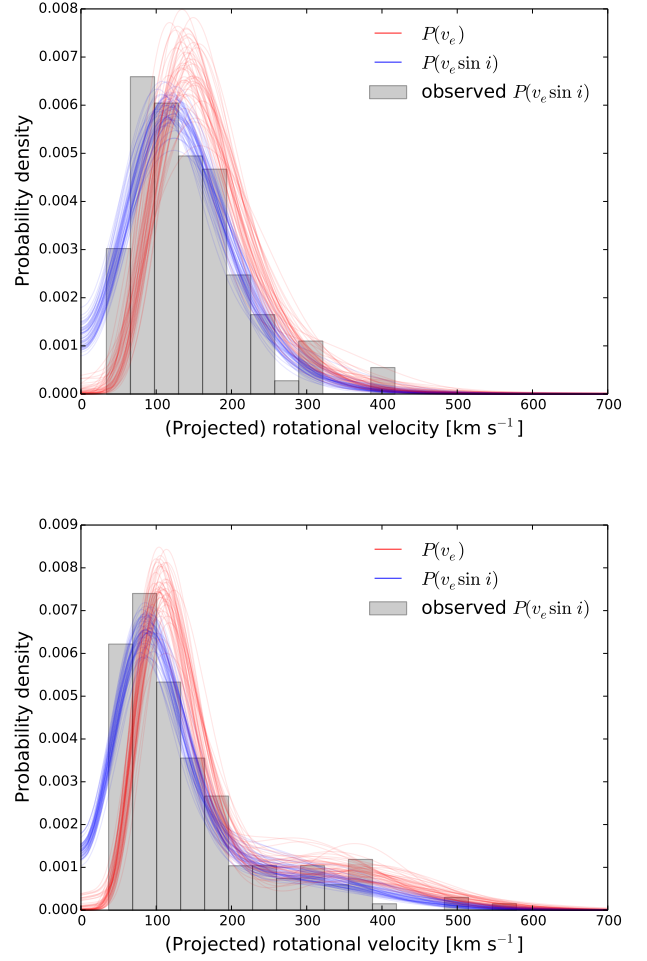 0.008
0.007
0.006
0.005
0.004
0.003
0.002
0.001
0.000
Probability density
P(v_e)
P(v_e sin i)
observed P(v_e sin i)
0 100 200 300 400 500 600 700
(Projected) rotational velocity [km s⁻¹]
0.009
0.008
0.007
0.006
0.005
0.004
0.003
0.002
0.001
0.000
Probability density
P(v_e)
P(v_e sin i)
observed P(v_e sin i)
0 100 200 300 400 500 600 700
(Projected) rotational velocity [km s⁻¹]